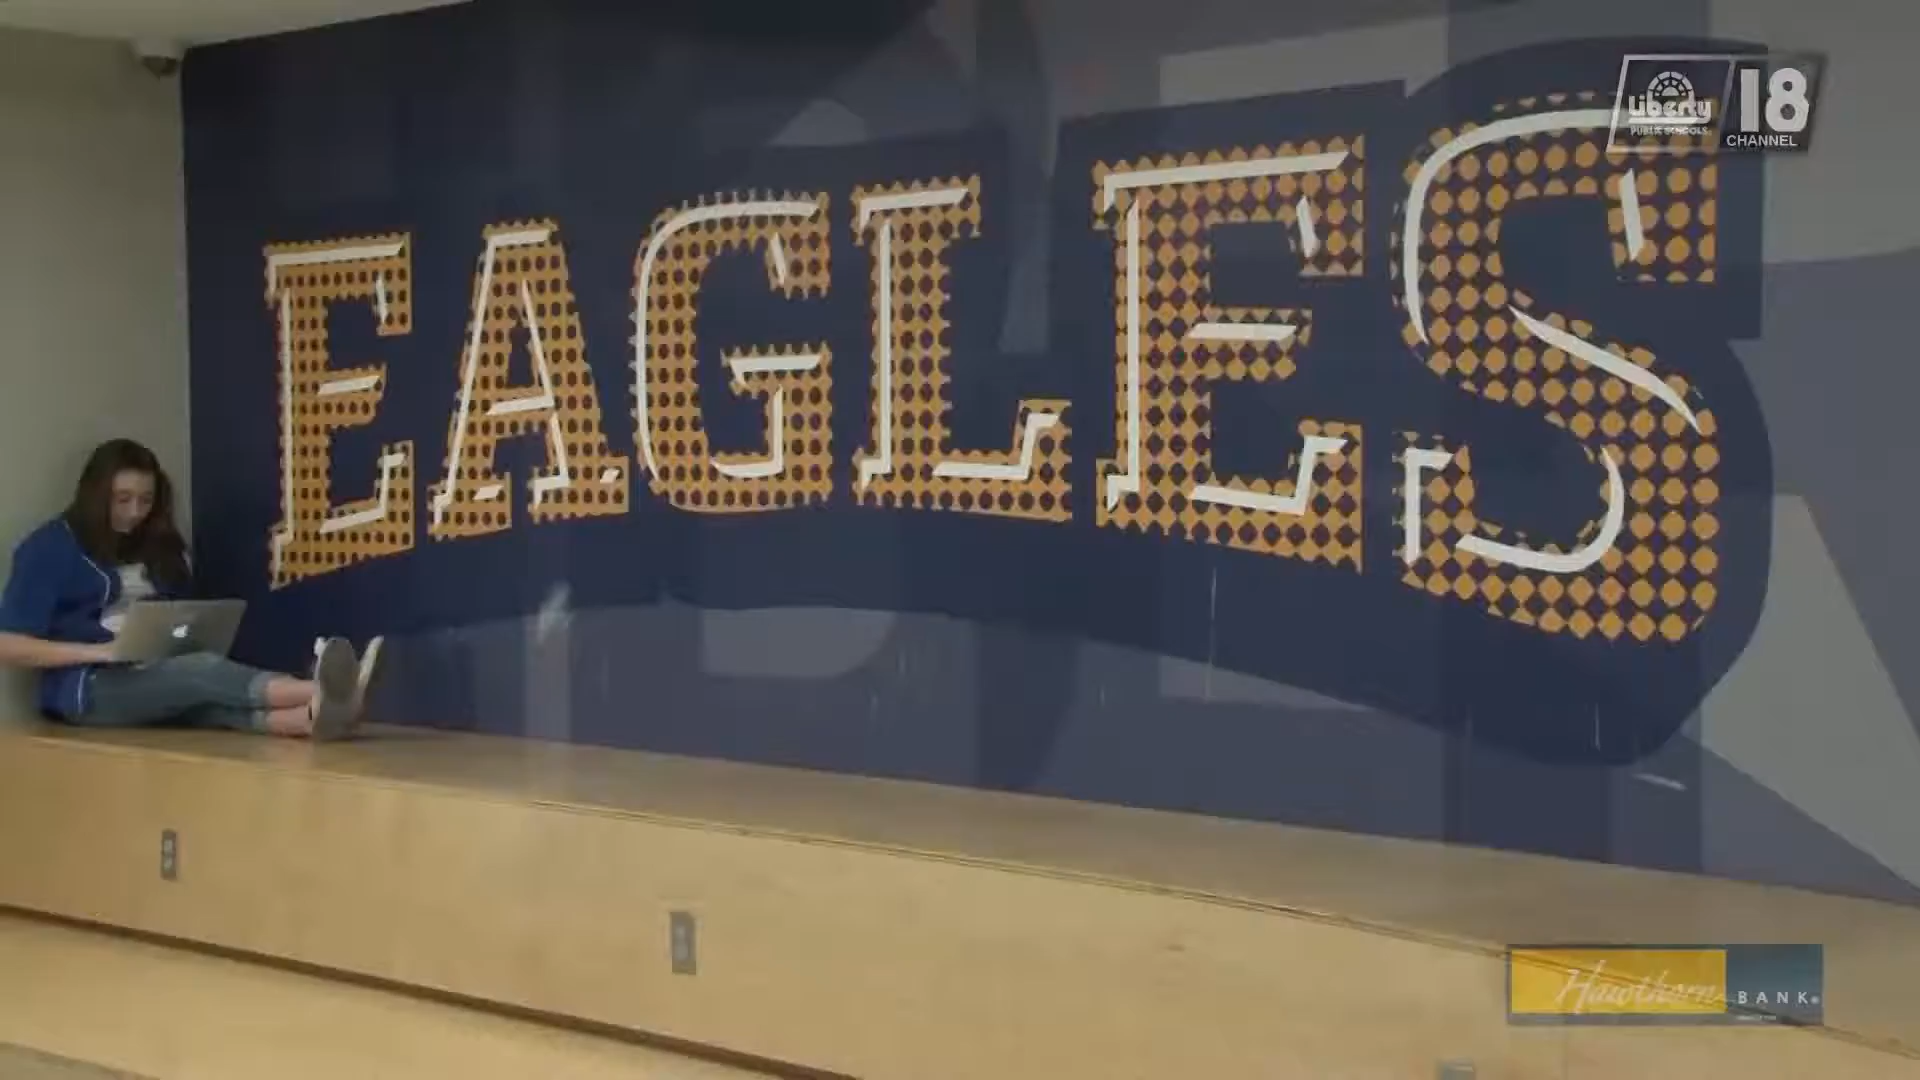 EAGLES
Liberty
PUBLIC SCHOOLS
18
CHANNEL
Hawthorn BANK